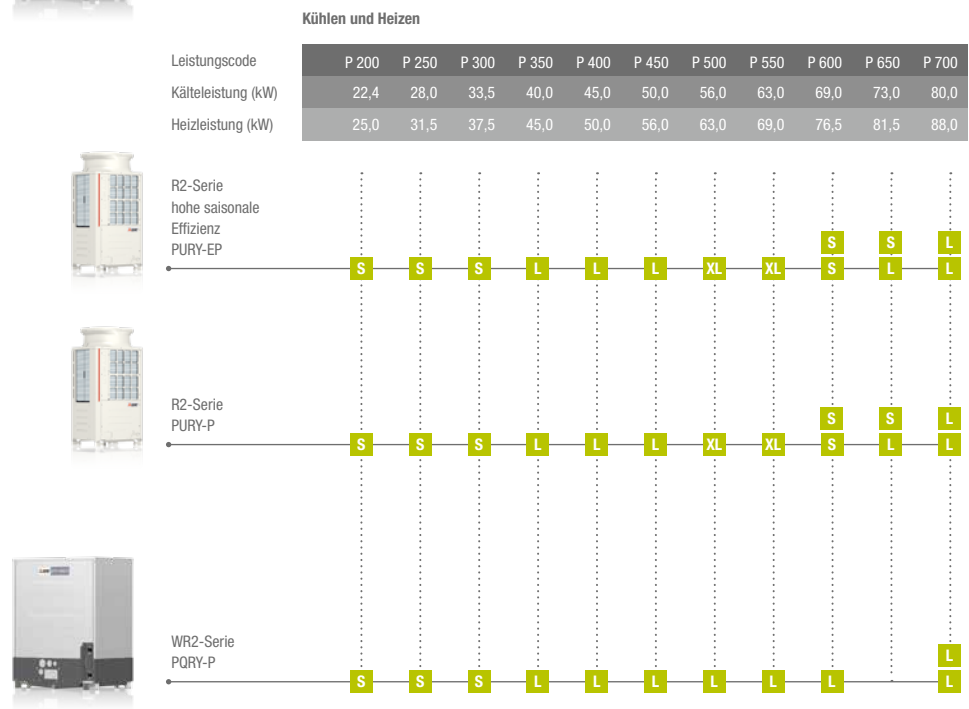 Kühlen und Heizen
Leistungscode P 200 P 250 P 300 P 350 P 400 P 450 P 500 P 550 P 600 P 650 P 700
Kälteleistung (kW) 22,4 28,0 33,5 40,0 45,0 50,0 56,0 63,0 69,0 73,0 80,0
Heizleistung (kW) 25,0 31,5 37,5 45,0 50,0 56,0 63,0 69,0 76,5 81,5 88,0
R2-Serie
hohe saisonale
Effizienz
PURY-EP
S S L
S S S L L L XL XL S L L
R2-Serie
PURY-P
S S L
S S S L L L XL XL S L L
WR2-Serie
PQRY-P
L
S S S L L L L L L L